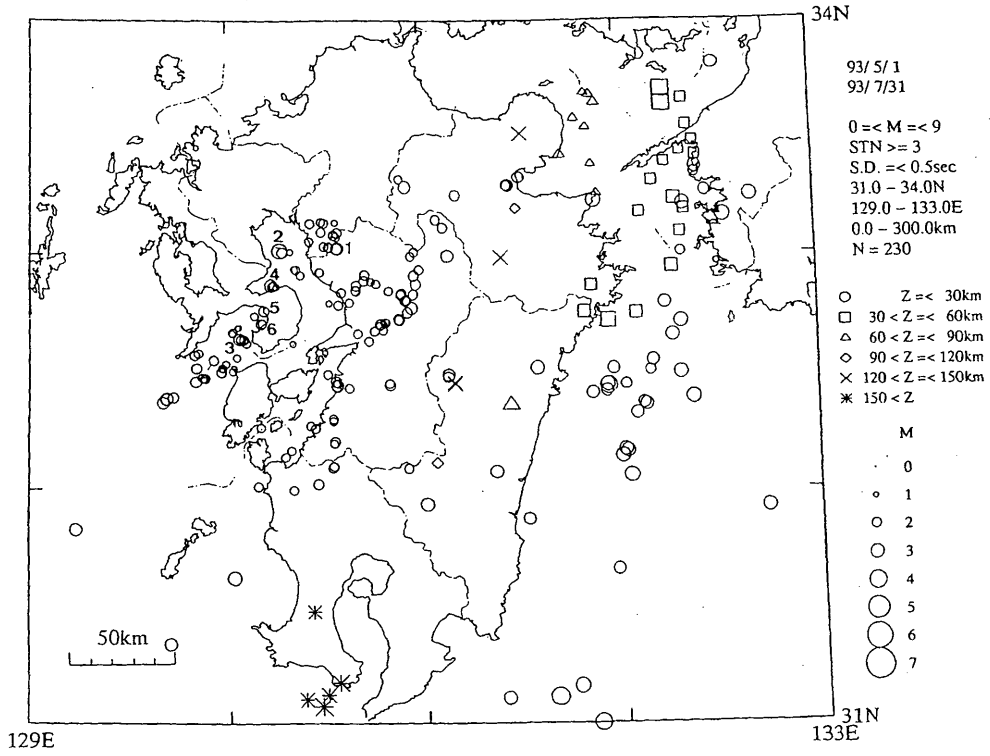 34N
93/ 5/ 1
93/ 7/31
0 =< M =< 9
STN >= 3
S.D. =< 0.5sec
31.0 – 34.0N
129.0 – 133.0E
0.0 – 300.0km
N = 230
Z =< 30km
30 < Z =< 60km
60 < Z =< 90km
90 < Z =< 120km
120 < Z =< 150km
150 < Z
M
0
1
2
3
4
5
6
7
2
1
4
5
6
3
50km
31N
129E
133E